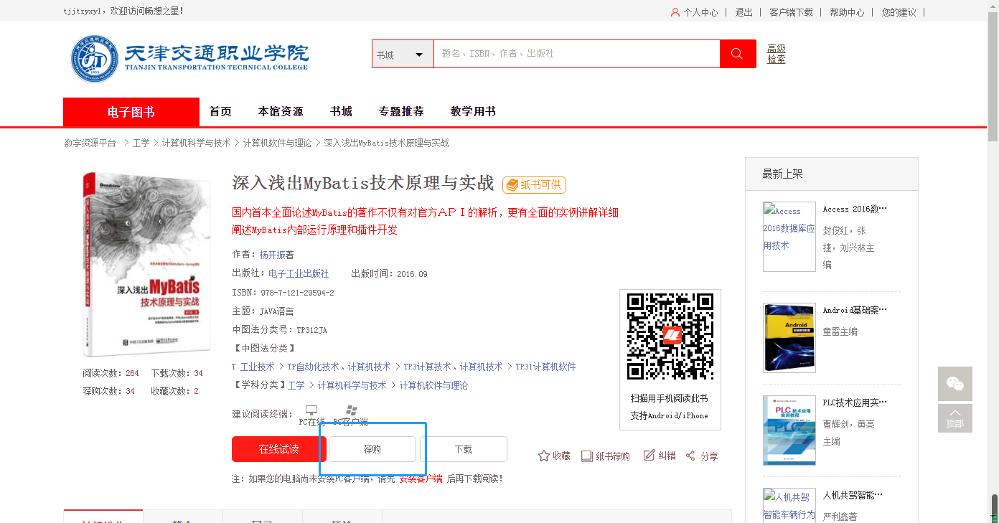 tjjtzyxy1，欢迎访问畅想之星！
个人中心 | 退出 | 客户端下载 | 帮助中心 | 您的建议 |
天津交通职业学院
TIANJIN TRANSPORTATION TECHNICAL COLLEGE
书城
题名、ISBN、作者、出版社
高级
检索
电子图书 首页 本馆资源 书城 专题推荐 教学用书
数字资源平台 > 工学 > 计算机科学与技术 > 计算机软件与理论 > 深入浅出MyBatis技术原理与实战
深入浅出MyBatis技术原理与实战 纸书可供
国内首本全面论述MyBatis的著作不仅有对官方ＡＰＩ的解析，更有全面的实例讲解详细
阐述MyBatis内部运行原理和插件开发
作者：杨开振著
出版社：电子工业出版社 出版时间：2016.09
ISBN：978-7-121-29594-2
主题：JAVA语言
中图法分类号：TP312JA
【中图法分类】
T 工业技术 > TP自动化技术、计算机技术 > TP3计算技术、计算机技术 > TP31计算机软件
【学科分类】工学 > 计算机科学与技术 > 计算机软件与理论
建议阅读终端：
PC在线 PC客户端
在线试读 荐购 下载
收藏 纸书荐购 纠错 分享
注：如果您的电脑尚未安装PC客户端，请先 安装客户端 后再下载阅读！
深入浅出MyBatis
技术原理与实战
阅读次数：264 下载次数：34
荐购次数：34 收藏次数：2
扫描用手机阅读此书
支持Android/iPhone
最新上架
Access
2016数据库应
用技术
Access 2016数…
封俊红，张
捷，刘兴林主
编
Android
Android基础案…
童雷主编
PLC技术应用
实训教程
PLC技术应用实…
曹辉剑，黄亮
主编
人机共驾
智能车辆行为
人机共驾智能…
严利鑫著
顶部